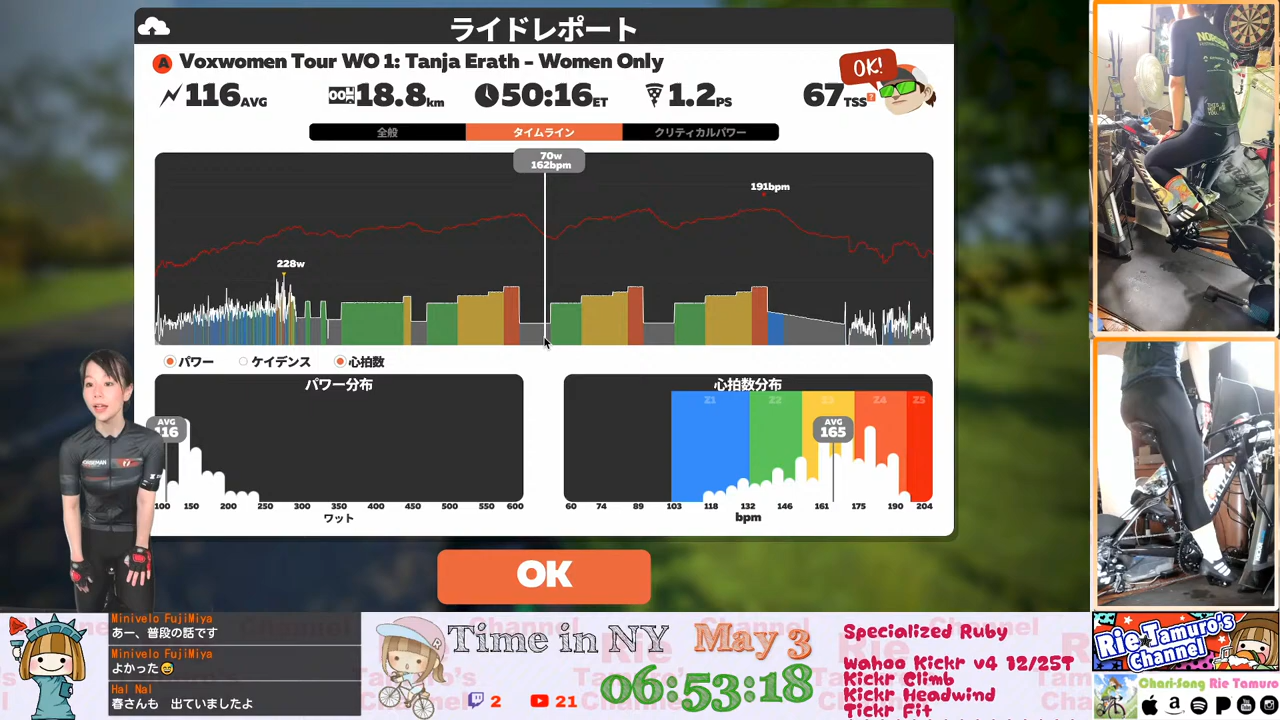 ライドレポート
A Voxwomen Tour WO 1: Tanja Erath - Women Only
OK!
116AVG 18.8km 50:16ET 1.2PS 67TSS?
全般 タイムライン クリティカルパワー
70w
162bpm
191bpm
228w
パワー ケイデンス 心拍数
パワー分布
心拍数分布
Z1 Z2 Z4 Z5
AVG
116
AVG
165
100 150 200 250 300 350 400 450 500 550 600
ワット
60 74 89 103 118 132 146 161 175 190 204
bpm
OK
Minivelo FujiMiya
あー、普段の話です
Minivelo FujiMiya
よかった😅
Hal Nal
春さんも 出ていましたよ
Time in NY May 3
2 21 06:53:18
Specialized Ruby
wahoo Kickr v4 12/25T
Kickr Climb
Kickr Headwind
Tickr Fit
Rie Tamuro's
Channel
Chari-Song Rie Tamuro